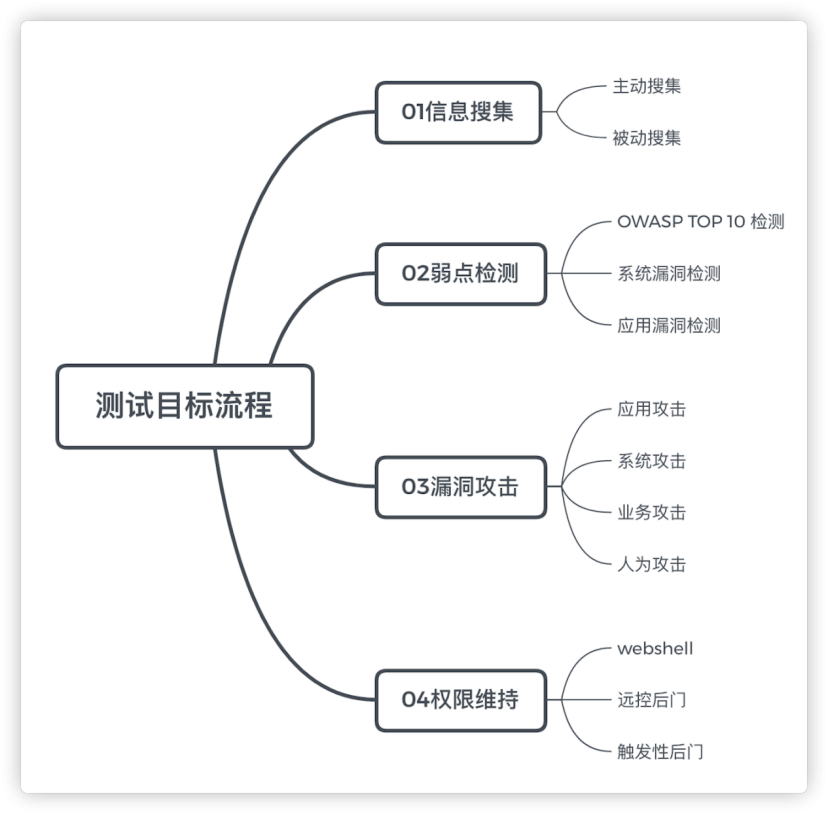 测试目标流程
01信息搜集
主动搜集
被动搜集
02弱点检测
OWASP TOP 10 检测
系统漏洞检测
应用漏洞检测
03漏洞攻击
应用攻击
系统攻击
业务攻击
人为攻击
04权限维持
webshell
远控后门
触发性后门